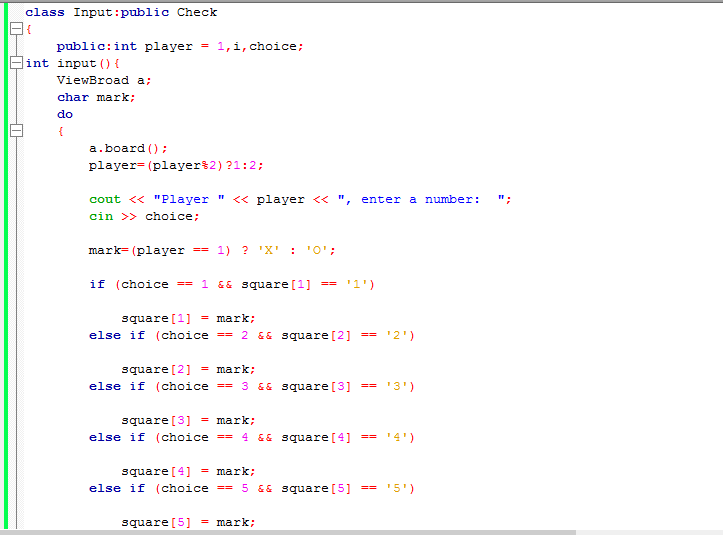 class Input:public Check
{
public:int player = 1,i,choice;
int input(){
ViewBroad a;
char mark;
do
{
a.board();
player=(player%2)?1:2;
cout << "Player " << player << ", enter a number:  ";
cin >> choice;
mark=(player == 1) ? 'X' : 'O';
if (choice == 1 && square[1] == '1')
square[1] = mark;
else if (choice == 2 && square[2] == '2')
square[2] = mark;
else if (choice == 3 && square[3] == '3')
square[3] = mark;
else if (choice == 4 && square[4] == '4')
square[4] = mark;
else if (choice == 5 && square[5] == '5')
square[5] = mark;